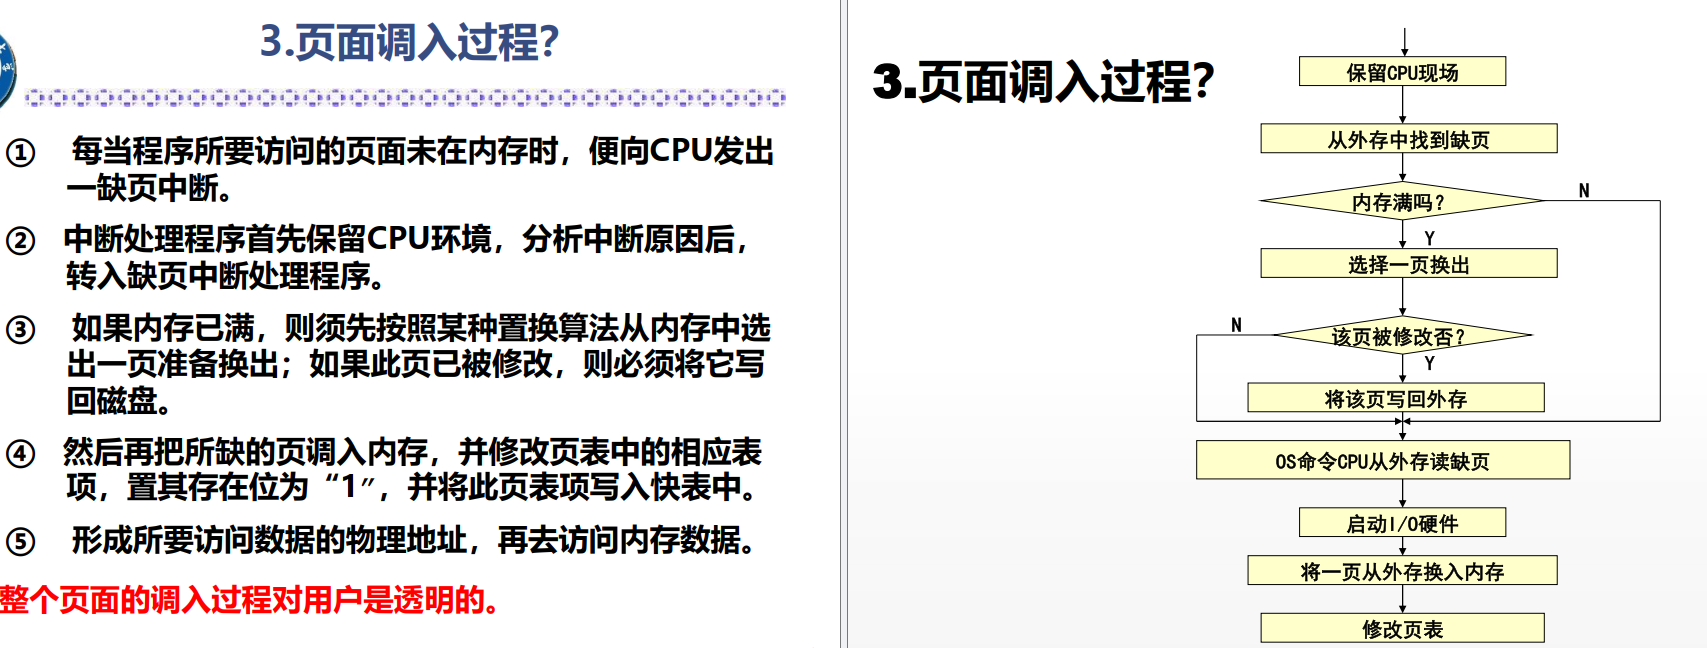 3.页面调入过程?
① 每当程序所要访问的页面未在内存时，便向CPU发出
一缺页中断。
② 中断处理程序首先保留CPU环境，分析中断原因后，
转入缺页中断处理程序。
③ 如果内存已满，则须先按照某种置换算法从内存中选
出一页准备换出；如果此页已被修改，则必须将它写
回磁盘。
④ 然后再把所缺的页调入内存，并修改页表中的相应表
项，置其存在位为“1″，并将此页表项写入快表中。
⑤ 形成所要访问数据的物理地址，再去访问内存数据。
整个页面的调入过程对用户是透明的。
3.页面调入过程?
保留CPU现场
从外存中找到缺页
内存满吗?
N
Y
选择一页换出
N
该页被修改否?
Y
将该页写回外存
OS命令CPU从外存读缺页
启动I/O硬件
将一页从外存换入内存
修改页表